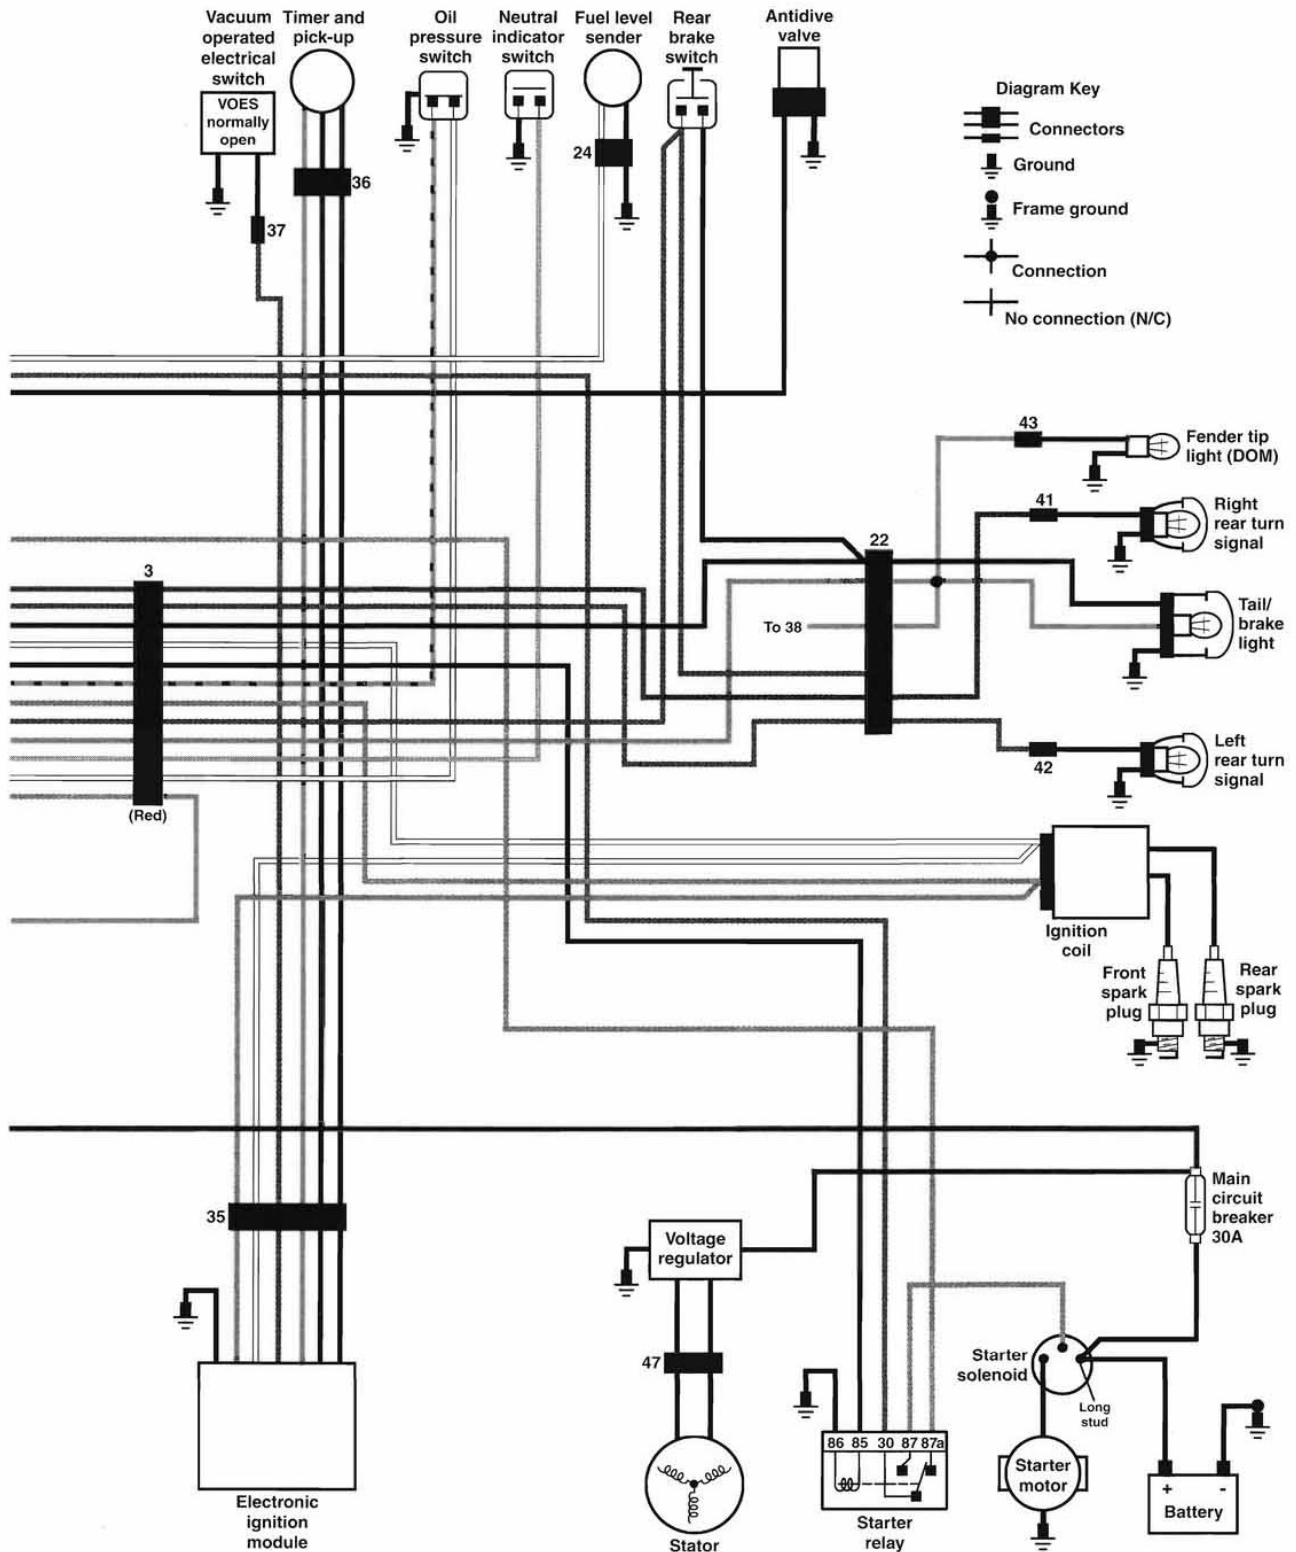 Vacuum
operated
electrical
switch
Timer and
pick-up
Oil
pressure
switch
Neutral
indicator
switch
Fuel level
sender
Rear
brake
switch
Antidive
valve
VOES
normally
open
36
37
24
Diagram Key
Connectors
Ground
Frame ground
Connection
No connection (N/C)
43
Fender tip
light (DOM)
41
Right
rear turn
signal
22
3
To 38
Tail/
brake
light
42
Left
rear turn
signal
(Red)
Ignition
coil
Front
spark
plug
Rear
spark
plug
35
Voltage
regulator
Main
circuit
breaker
30A
47
Starter
solenoid
Long
stud
86 85 30 87 87a
Starter
motor
+ -
Battery
Electronic
ignition
module
Stator
Starter
relay